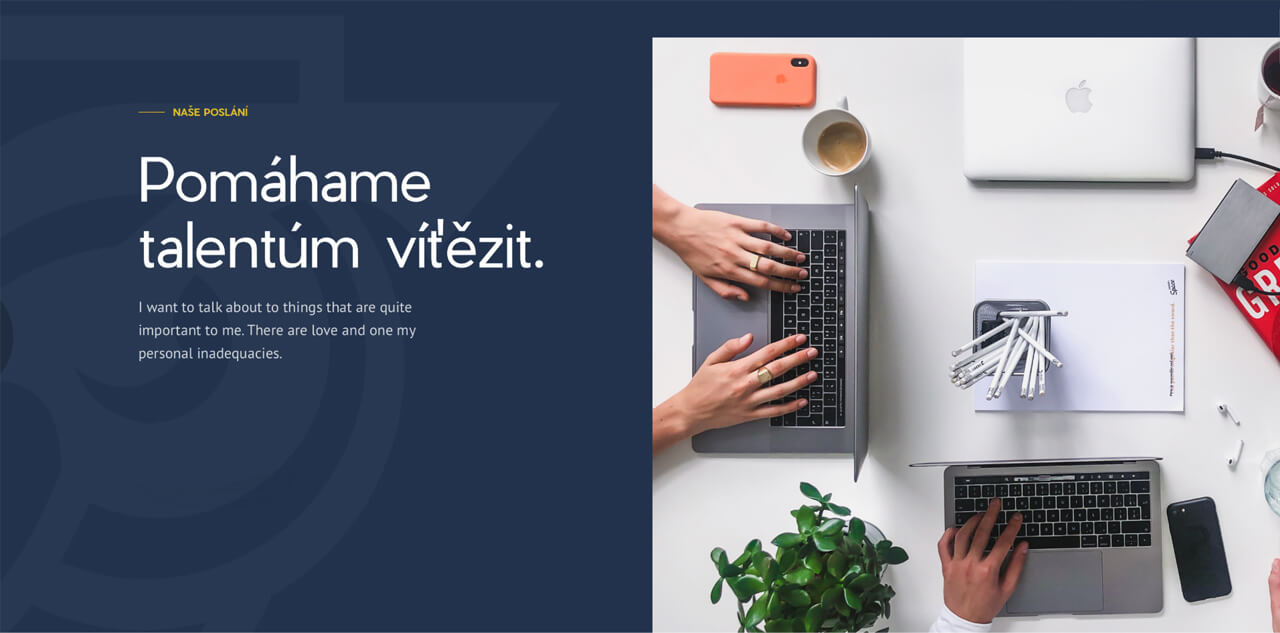 NAŠE POSLÁNÍ
Pomáhame
talentúm víťězit.
I want to talk about to things that are quite
important to me. There are love and one my
personal inadequacies.
GR